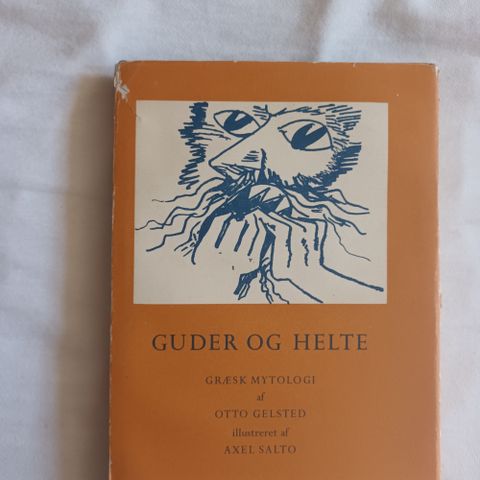 GUDER OG HELTE
GRÆSK MYTOLOGI
af
OTTO GELSTED
illustreret af
AXEL SALTO